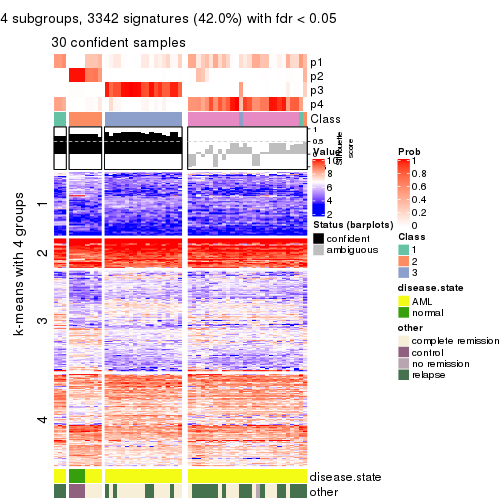 4 subgroups, 3342 signatures (42.0%) with fdr < 0.05
30 confident samples
p1
p2
p3
p4
Class
1
0.5
0
Silhouette
score
k-means with 4 groups
1
2
3
4
disease.state
other
Value
10
8
6
4
2
Status (barplots)
confident
ambiguous
Prob
1
0.8
0.6
0.4
0.2
0
Class
1
2
3
disease.state
AML
normal
other
complete remission
control
no remission
relapse